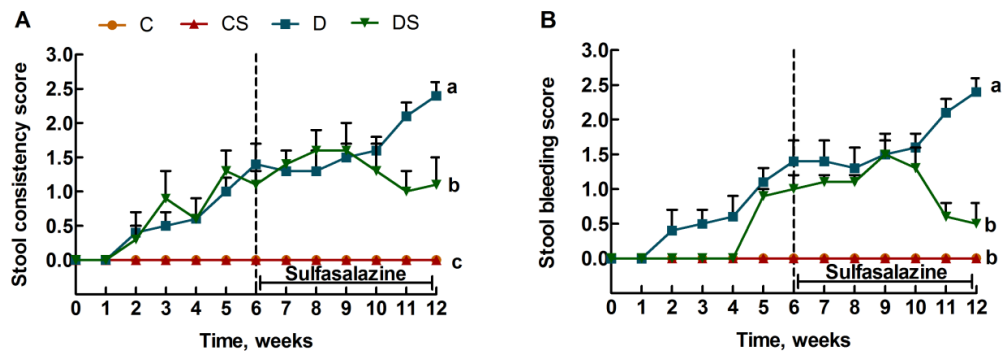 A
C
CS
D
DS
B
Stool consistency score
3.0
2.5
2.0
1.5
1.0
0.5
0.0
a
b
c
Sulfasalazine
0 1 2 3 4 5 6 7 8 9 10 11 12
Time, weeks
Stool bleeding score
3.0
2.5
2.0
1.5
1.0
0.5
0.0
a
b
b
Sulfasalazine
0 1 2 3 4 5 6 7 8 9 10 11 12
Time, weeks